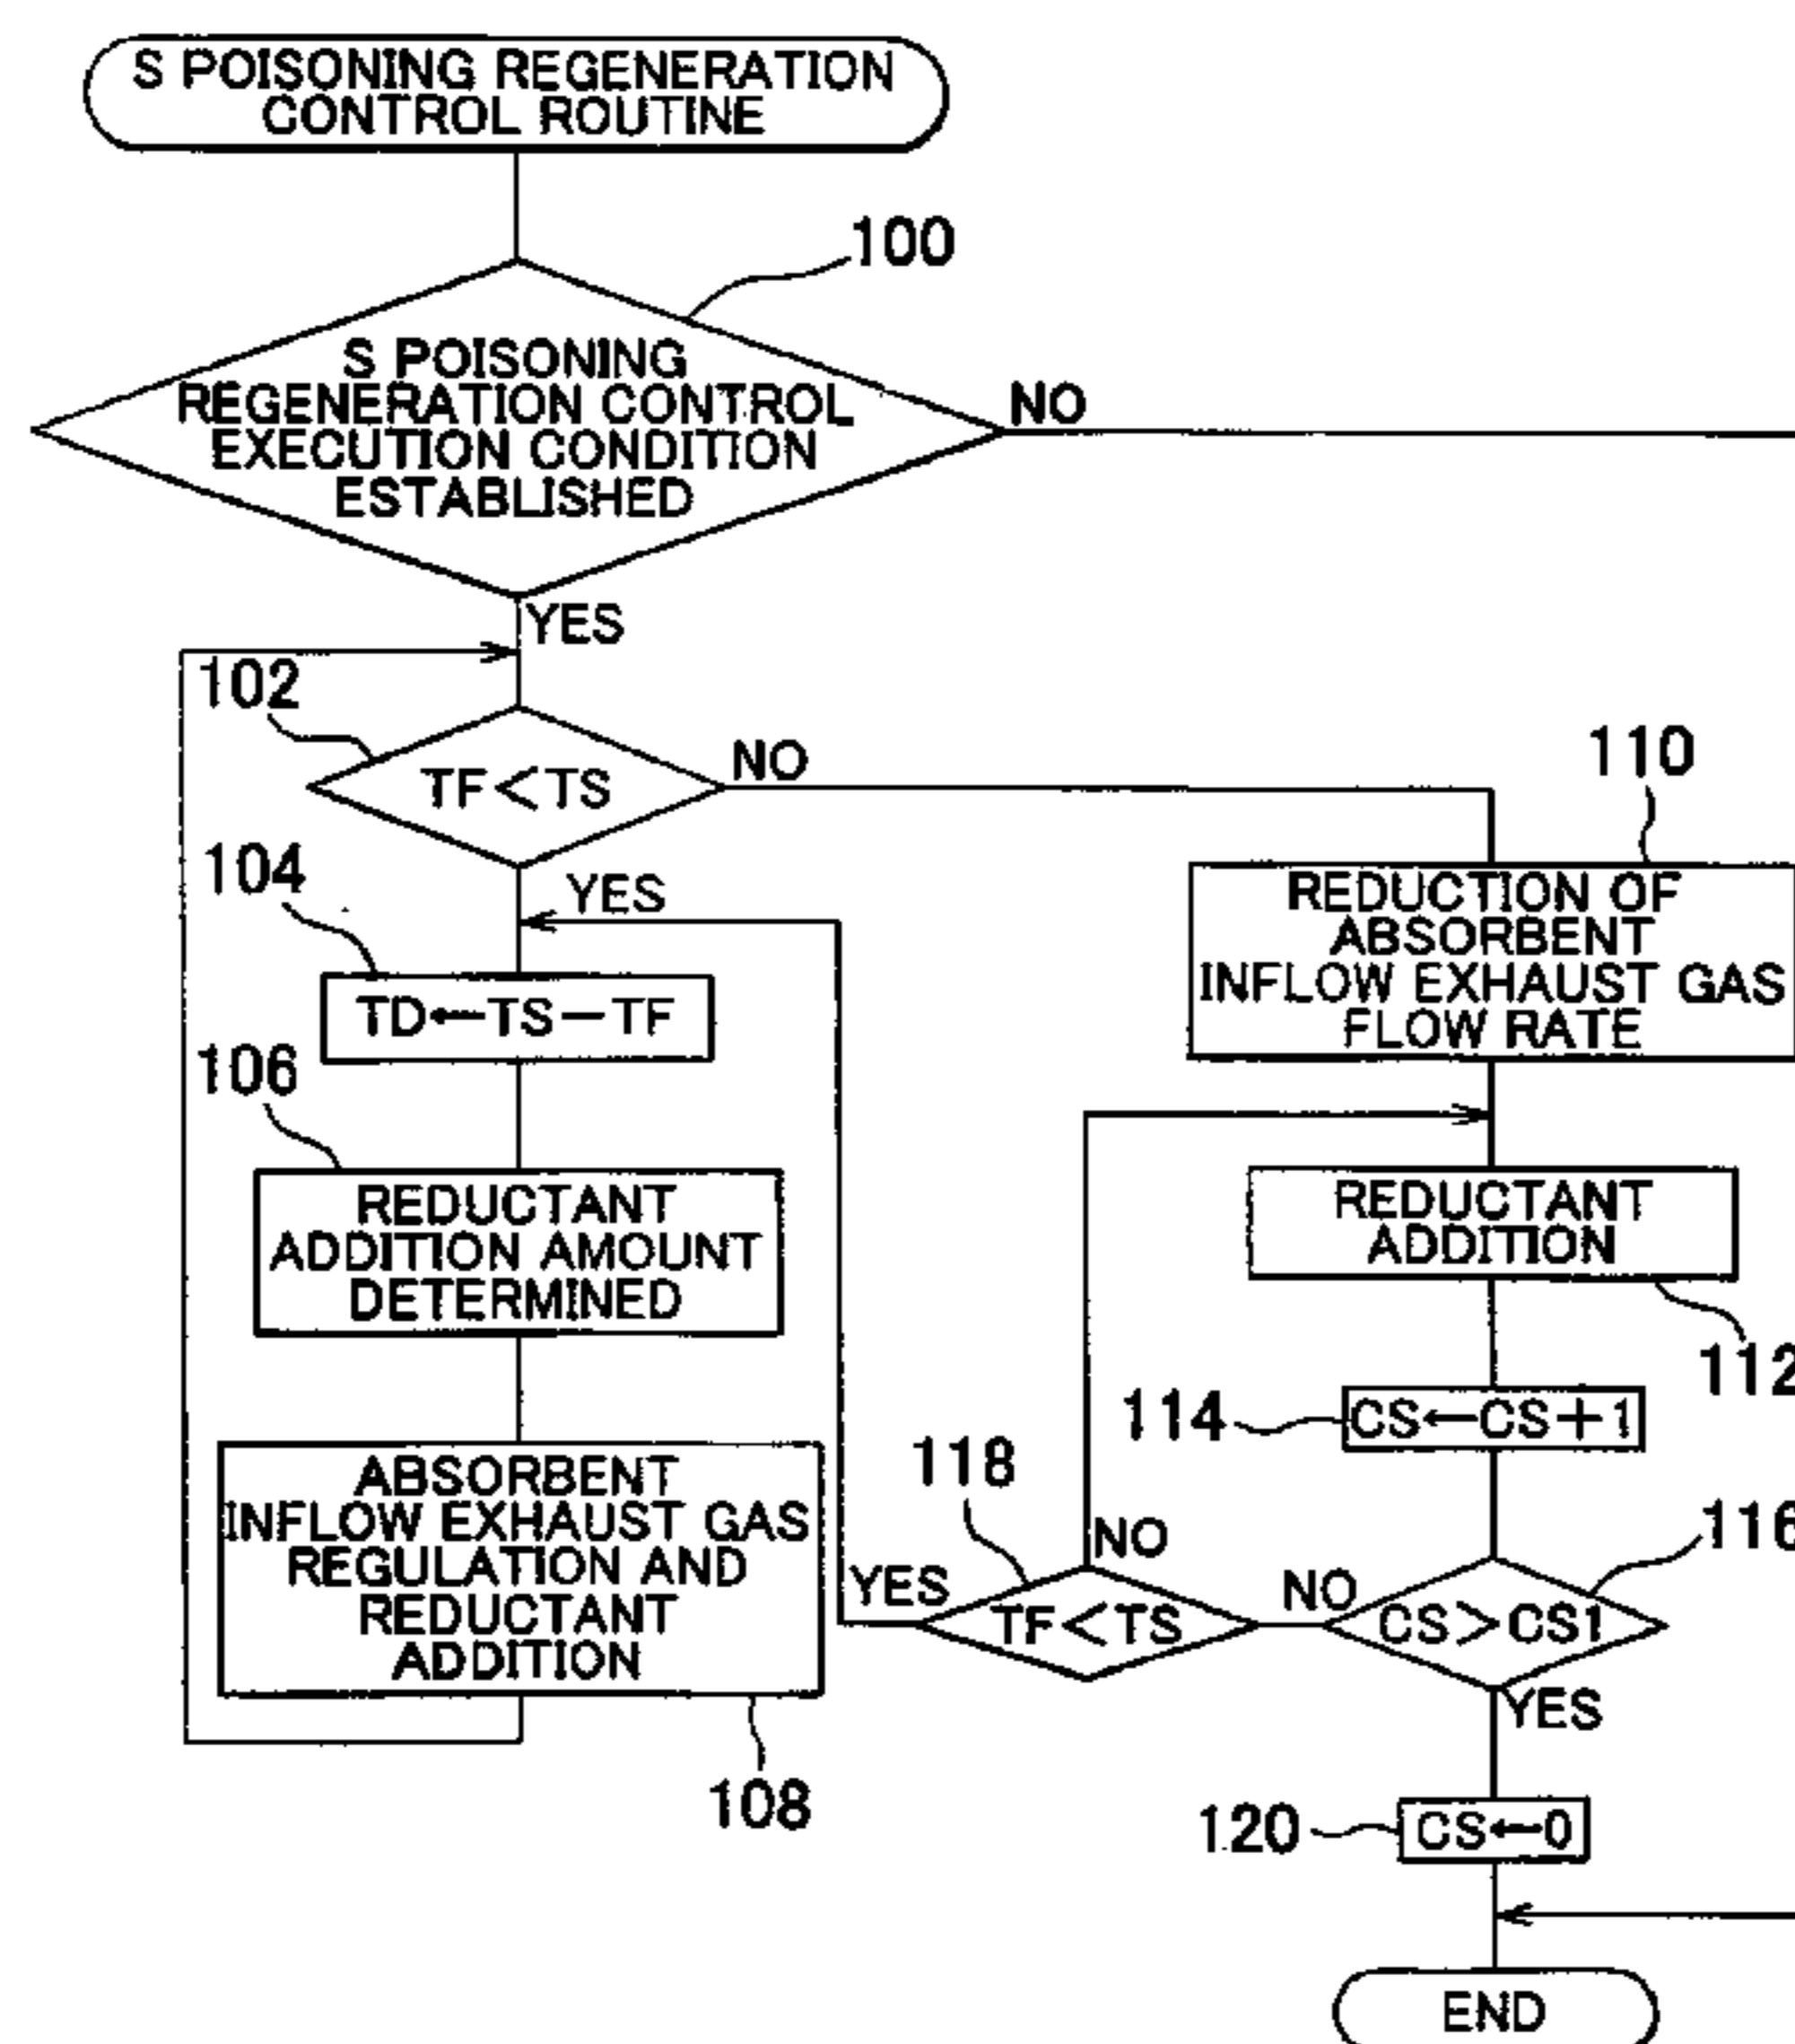 S POISONING REGENERATION
CONTROL ROUTINE
100
S POISONING
REGENERATION CONTROL
EXECUTION CONDITION
ESTABLISHED
NO
YES
102
TF<TS
NO
110
104
YES
REDUCTION OF
ABSORBENT
INFLOW EXHAUST GAS
FLOW RATE
TD←TS−TF
106
REDUCTANT
ADDITION AMOUNT
DETERMINED
REDUCTANT
ADDITION
112
114
CS←CS+1
118
ABSORBENT
INFLOW EXHAUST GAS
REGULATION AND
REDUCTANT
ADDITION
116
NO
YES
TF<TS
NO
CS>CS1
YES
108
120
CS←0
END